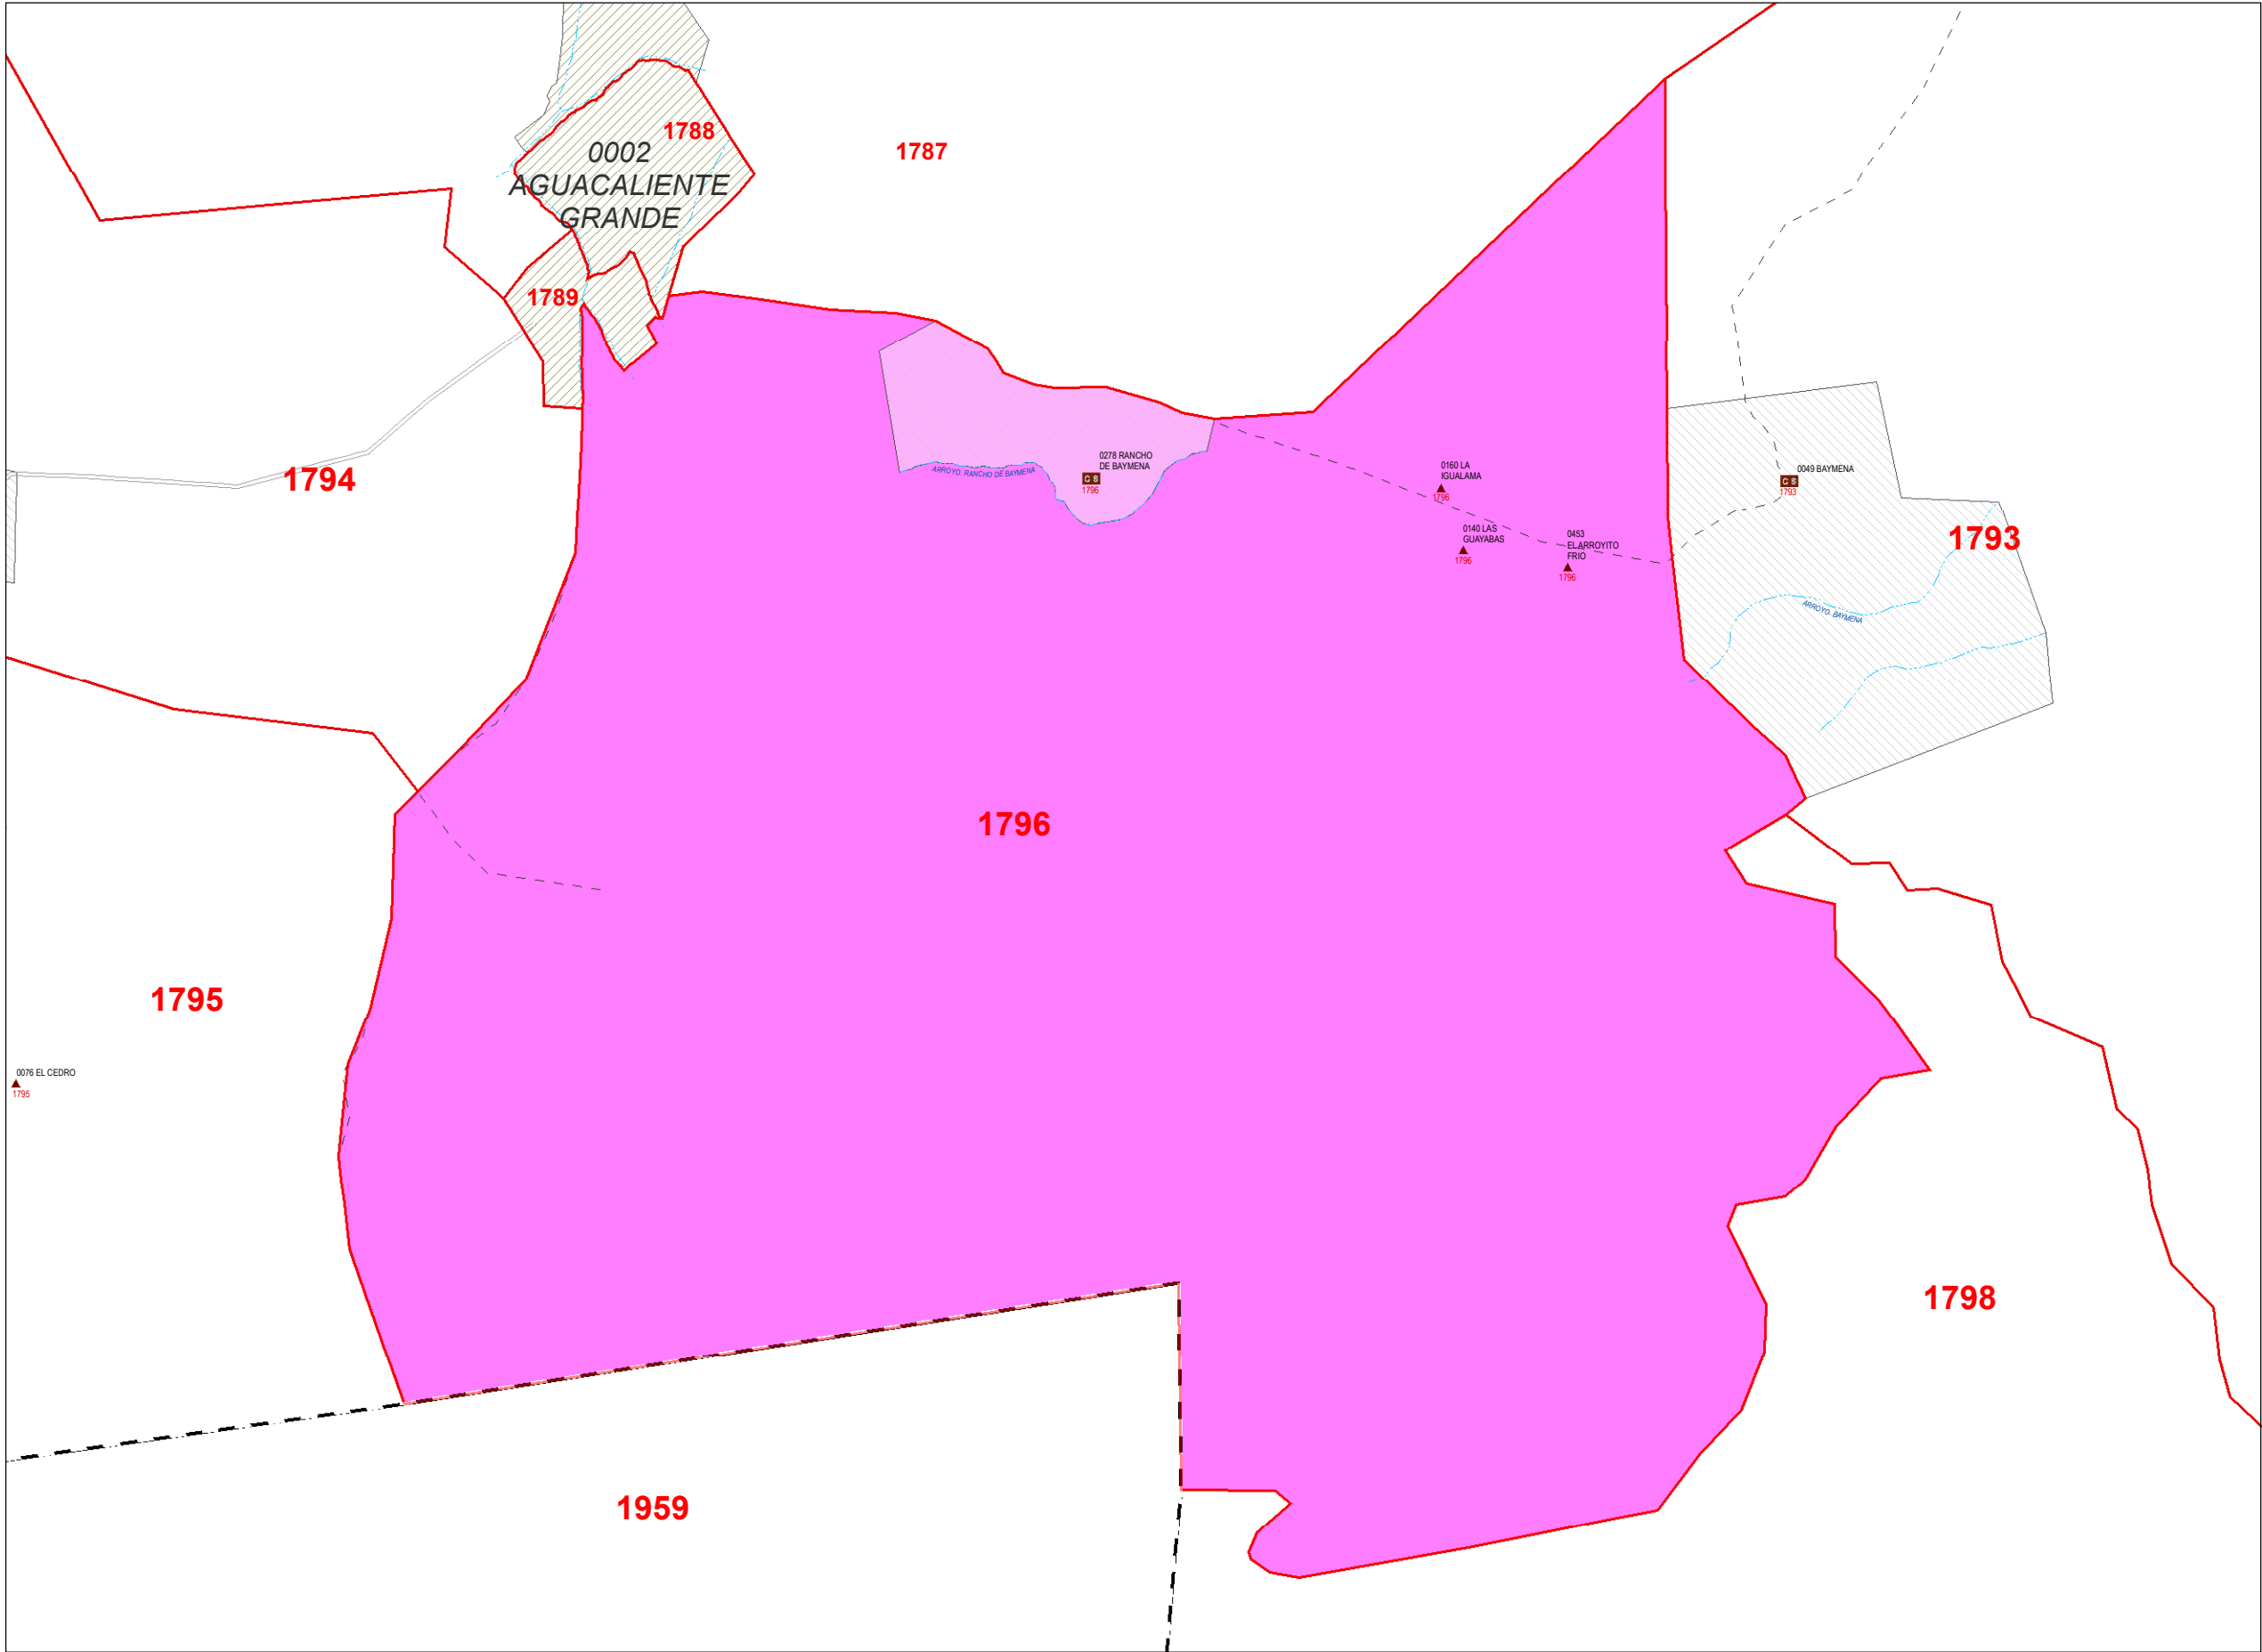 1788
0002
AGUACALIENTE
GRANDE
1787
1789
1794
0278 RANCHO
DE BAYMENA
C S
1796
ARROYO. RANCHO DE BAYMENA
0160 LA
IGUALAMA
1796
0140 LAS
GUAYABAS
1796
0453
EL ARROYITO
FRIO
1796
0049 BAYMENA
C S
1793
1793
ARROYO. BAYMENA
1796
1795
0076 EL CEDRO
1795
1798
1959